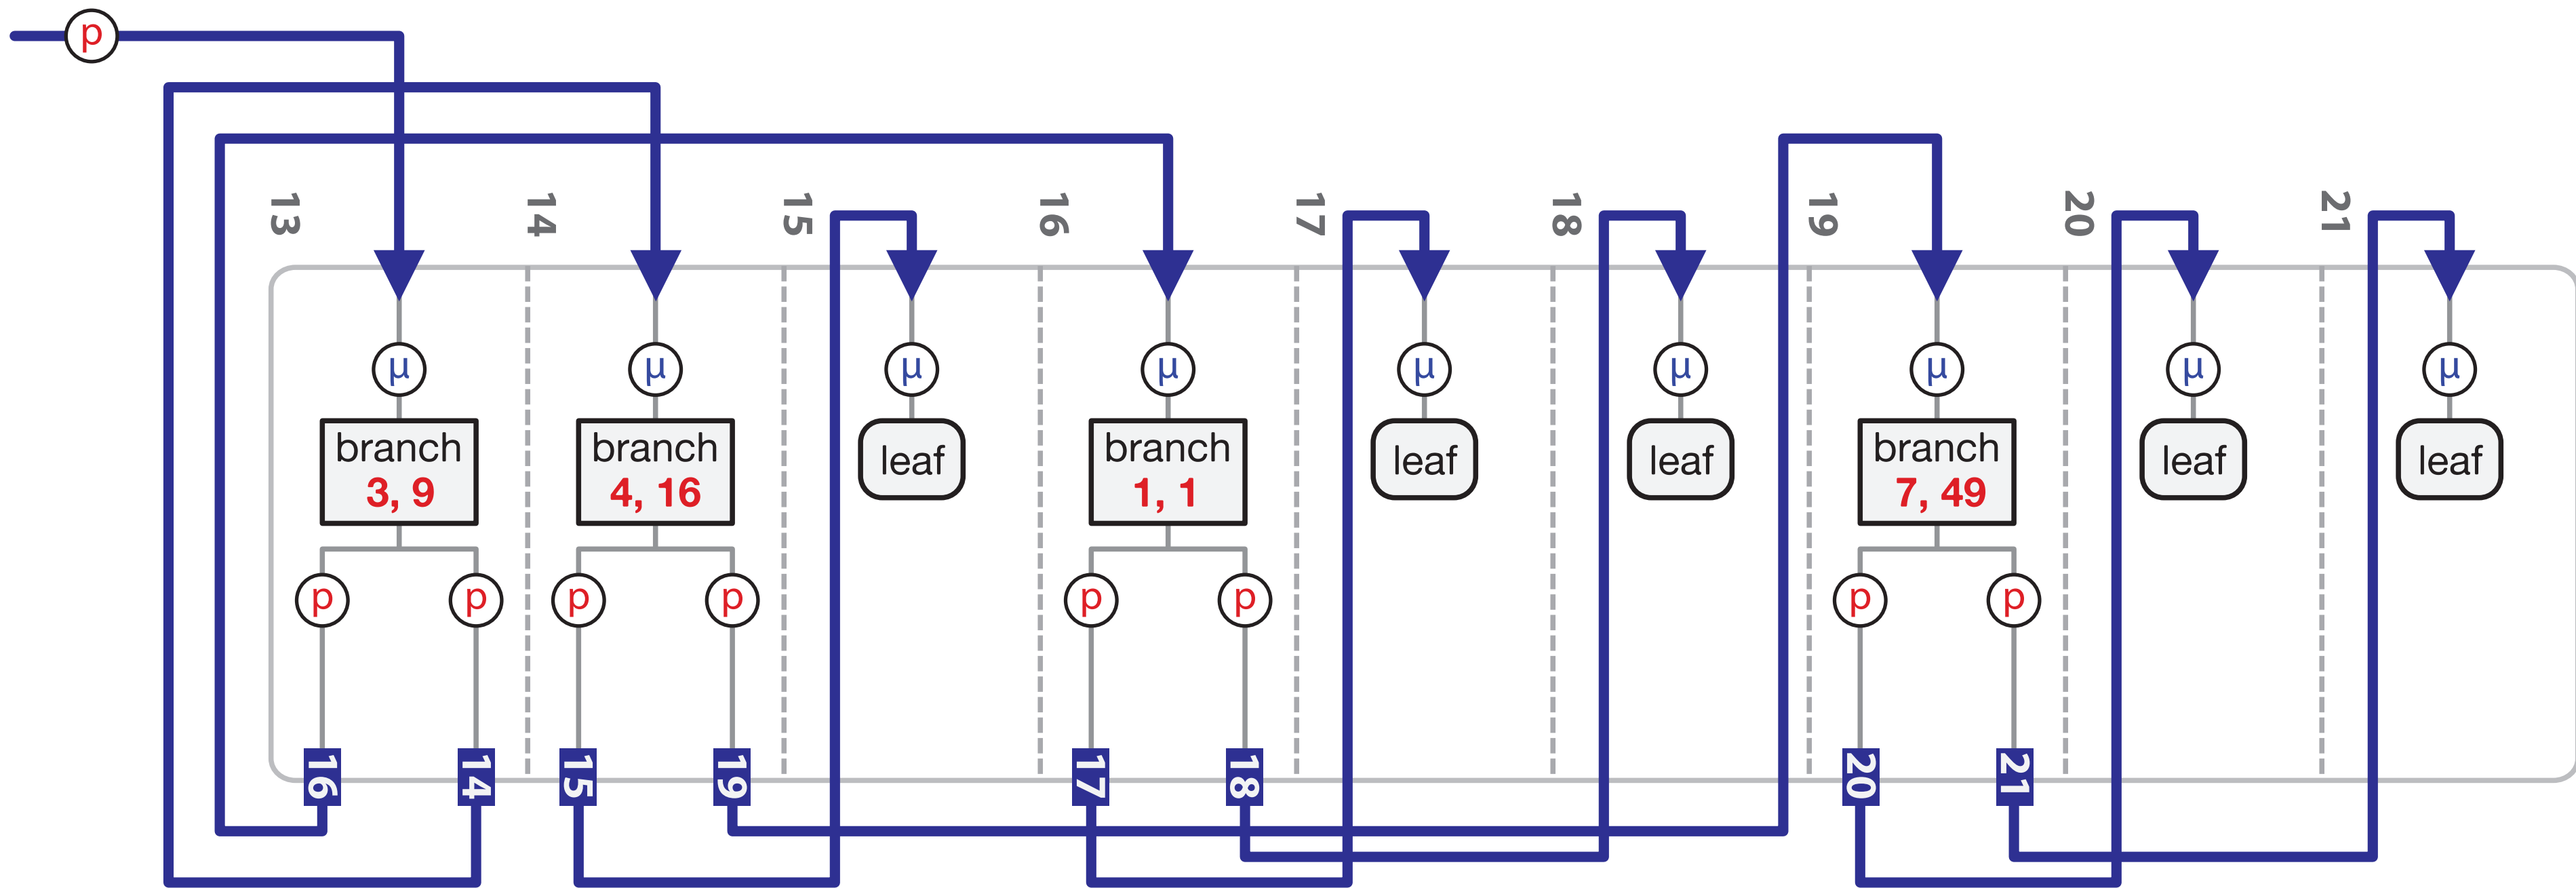 p
13 14 15 16 17 18 19 20 21
μ μ μ μ μ μ μ μ μ
branch branch leaf branch leaf leaf branch leaf leaf
3, 9 4, 16 1, 1 7, 49
p p p p p p p p
16 14 15 19 17 18 20 21